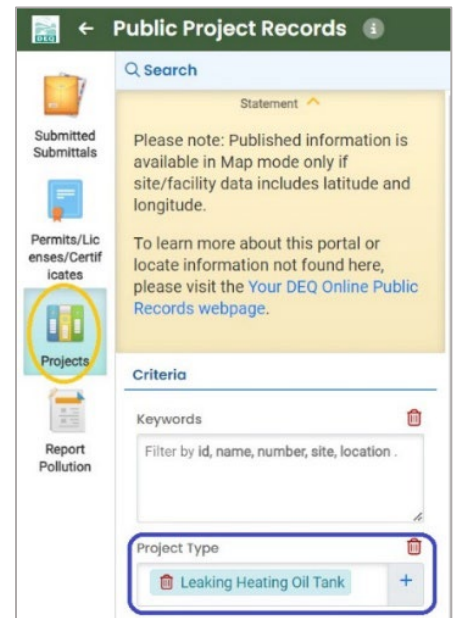 DEQ
← Public Project Records i
Submitted
Submittals
Permits/Lic
enses/Certif
icates
Projects
Report
Pollution
Search
Statement
Please note: Published information is
available in Map mode only if
site/facility data includes latitude and
longitude.
To learn more about this portal or
locate information not found here,
please visit the Your DEQ Online Public
Records webpage.
Criteria
Keywords
Filter by id, name, number, site, location .
Project Type
Leaking Heating Oil Tank +